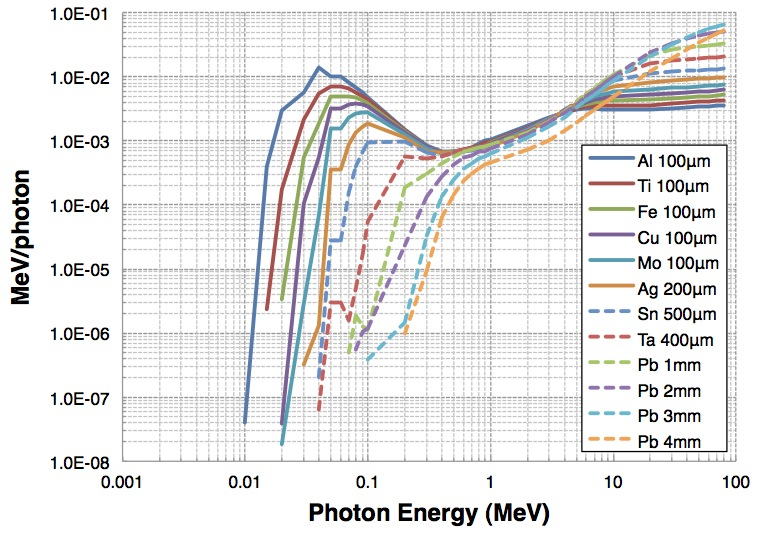 1.0E-01
1.0E-02
1.0E-03
1.0E-04
1.0E-05
1.0E-06
1.0E-07
1.0E-08
MeV/photon
Al 100μm
Ti 100μm
Fe 100μm
Cu 100μm
Mo 100μm
Ag 200μm
Sn 500μm
Ta 400μm
Pb 1mm
Pb 2mm
Pb 3mm
Pb 4mm
0.001 0.01 0.1 1 10 100
Photon Energy (MeV)